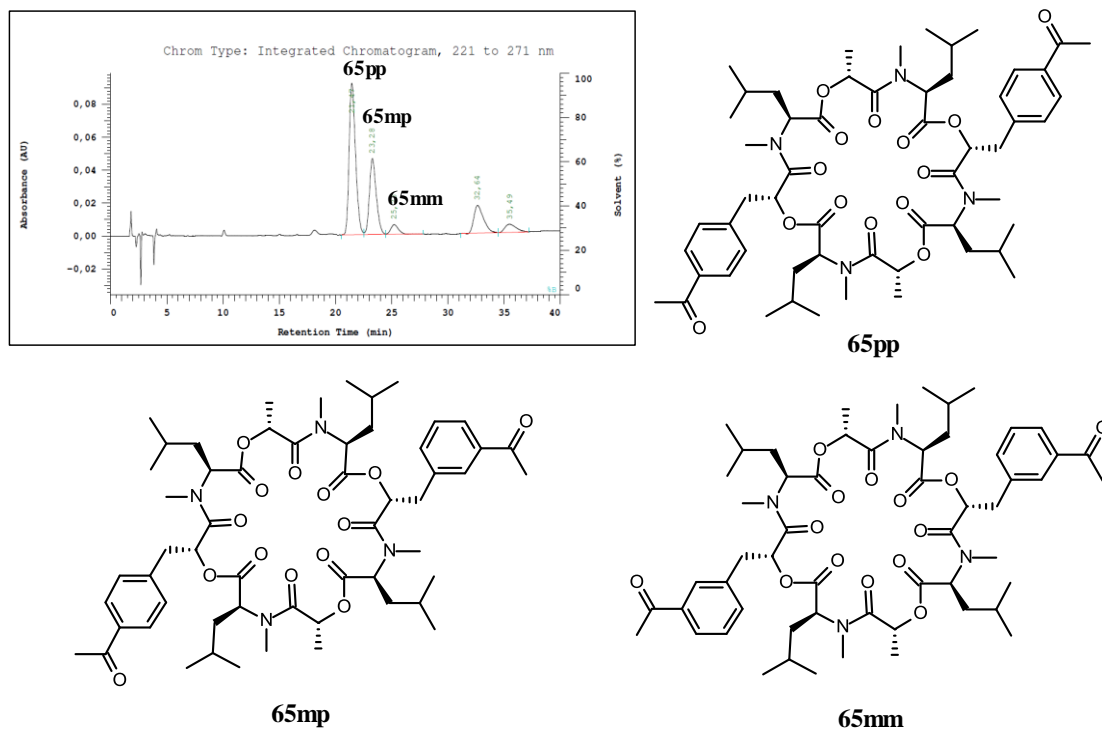 Chrom Type: Integrated Chromatogram, 221 to 271 nm
65pp
65mp
65mm
23,28
32,64
35,49
Absorbance (AU)
0,08
0,06
0,04
0,02
0,00
-0,02
100
80
60
40
20
0
Solvent (%)
%B
0 5 10 15 20 25 30 35 40
Retention Time (min)
65pp
65mp
65mm